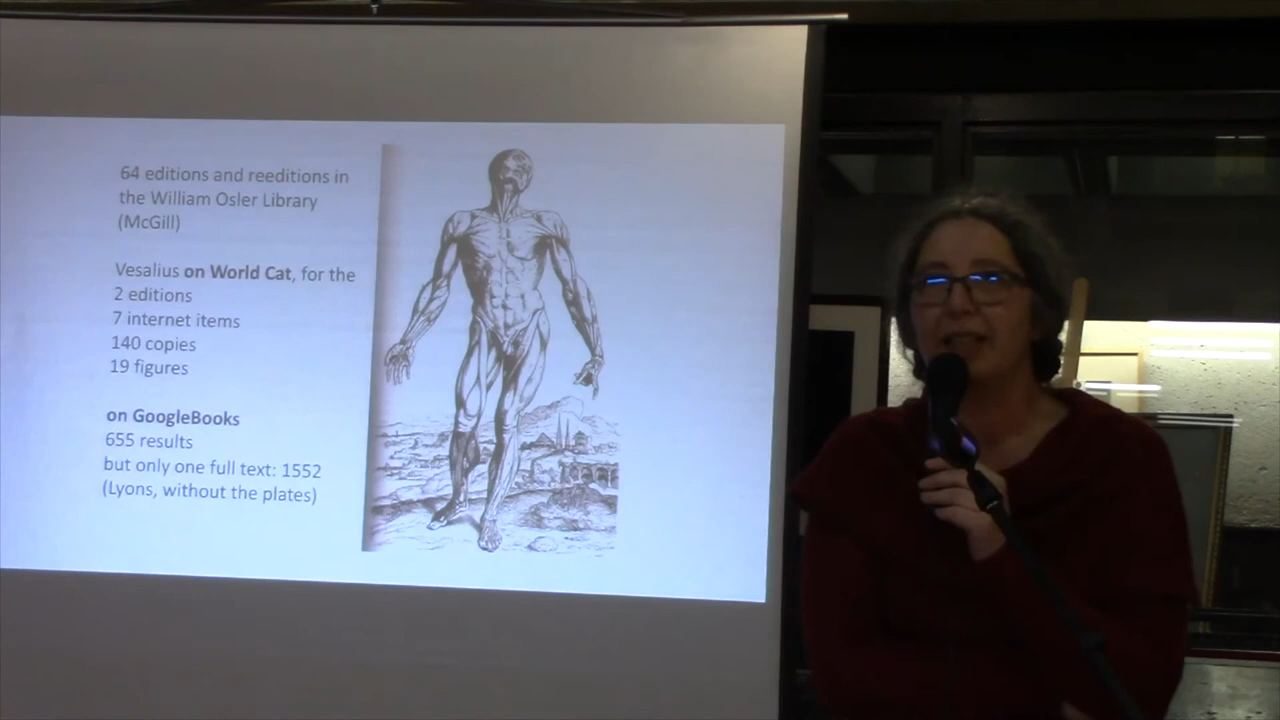 64 editions and reeditions in
the William Osler Library
(McGill)
Vesalius on World Cat, for the
2 editions
7 internet items
140 copies
19 figures
on GoogleBooks
655 results
but only one full text: 1552
(Lyons, without the plates)